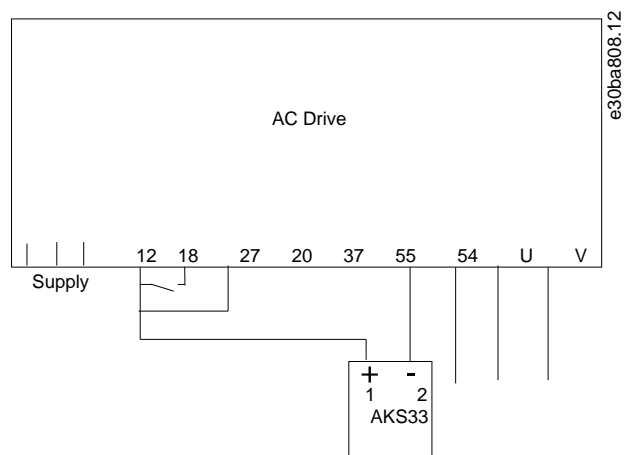 e30ba808.12
AC Drive
12 18 27 20 37 55 54 U V
Supply
+ -
1 2
AKS33